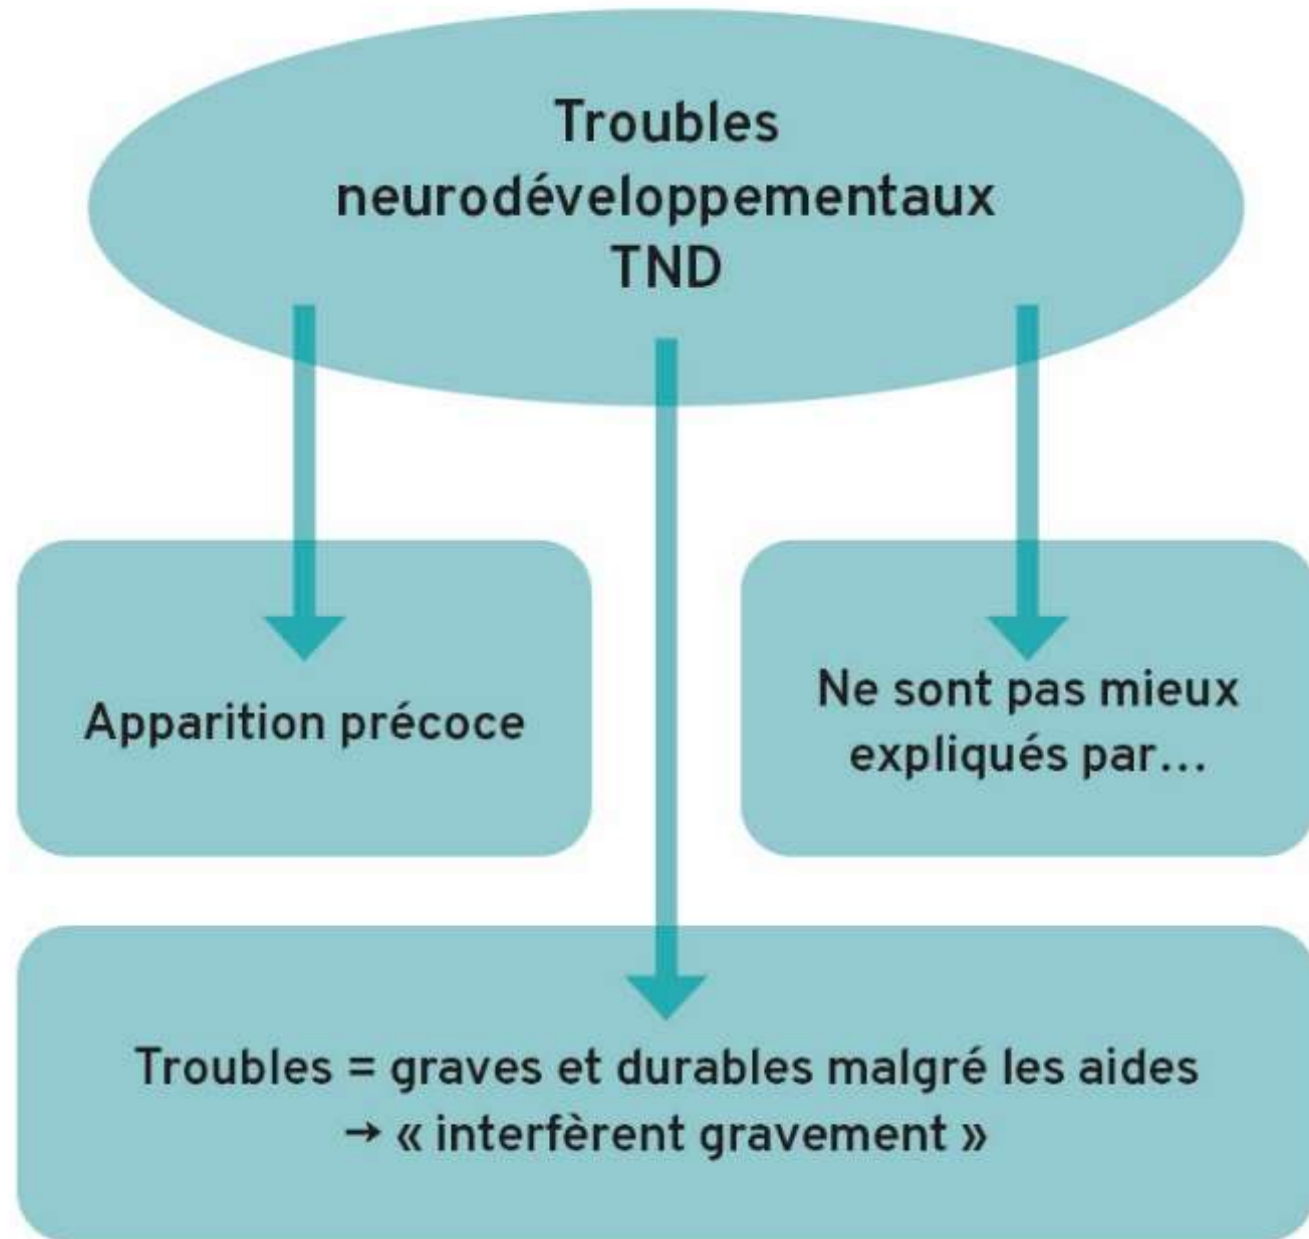 Troubles
neurodéveloppementaux
TND
Apparition précoce
Ne sont pas mieux
expliqués par...
Troubles = graves et durables malgré les aides
→ « interfèrent gravement »